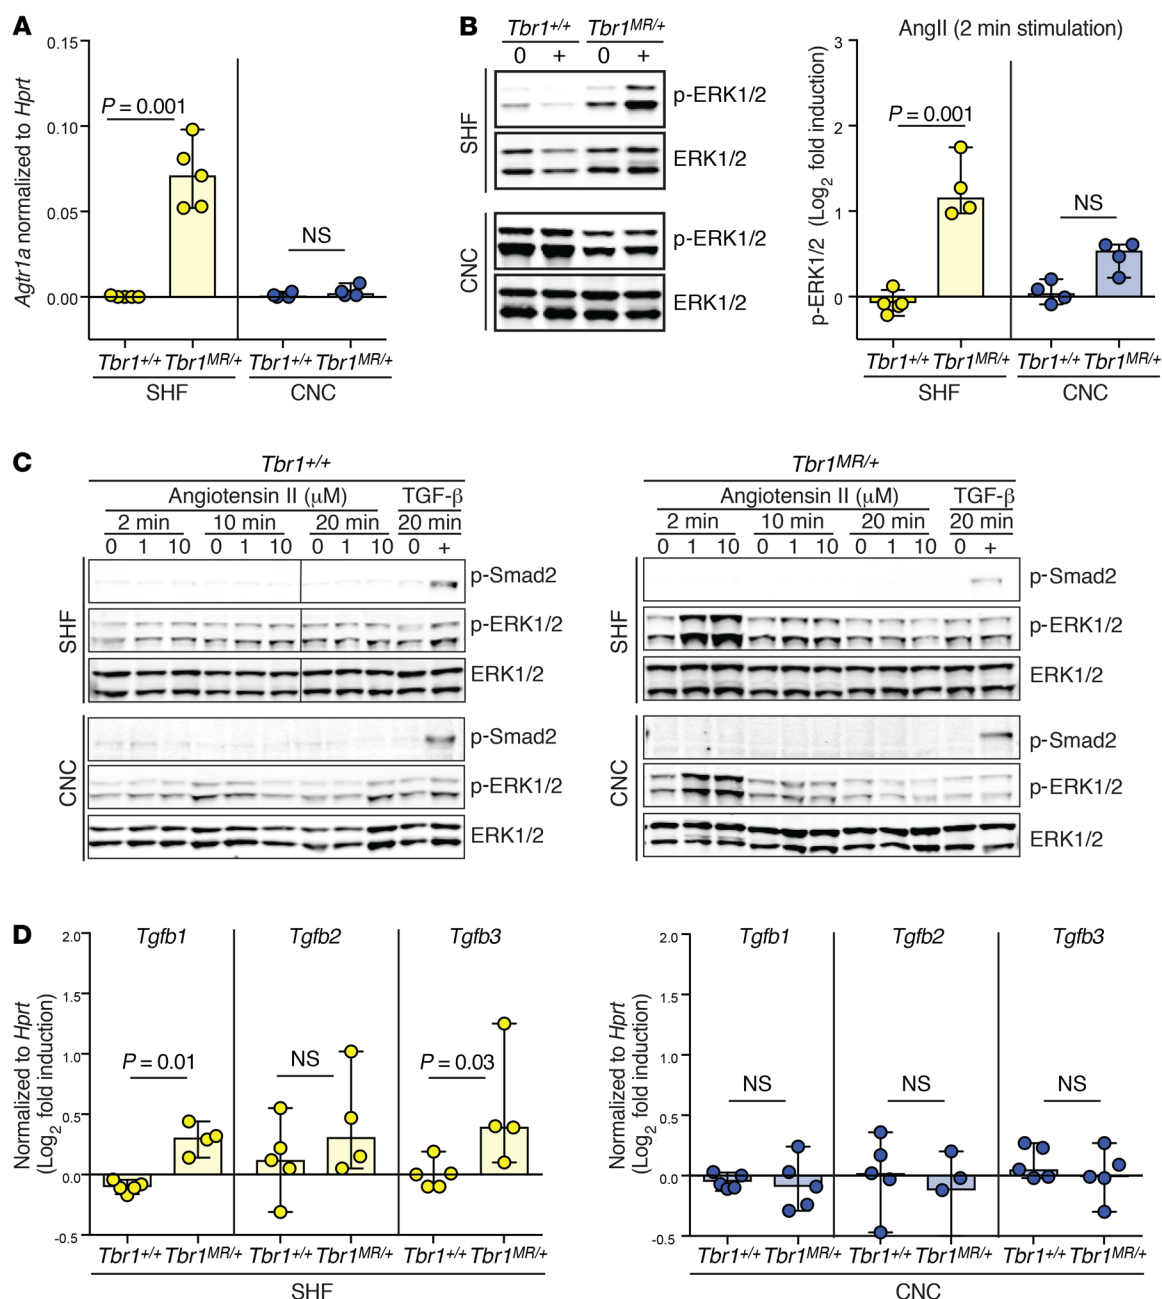 A
Agtr1a normalized to Hprt
0.15
0.10
0.05
0.00
P = 0.001
NS
Tbr1+/+ Tbr1MR/+ Tbr1+/+ Tbr1MR/+
SHF CNC
B
Tbr1+/+ Tbr1MR/+
0 + 0 +
SHF
p-ERK1/2
ERK1/2
CNC
p-ERK1/2
ERK1/2
AngII (2 min stimulation)
p-ERK1/2 (Log2 fold induction)
3
2
1
0
P = 0.001
NS
Tbr1+/+ Tbr1MR/+ Tbr1+/+ Tbr1MR/+
SHF CNC
C
Tbr1+/+
Angiotensin II (μM) TGF-β
2 min 10 min 20 min 20 min
0 1 10 0 1 10 0 1 10 0 +
SHF
p-Smad2
p-ERK1/2
ERK1/2
CNC
p-Smad2
p-ERK1/2
ERK1/2
Tbr1MR/+
Angiotensin II (μM) TGF-β
2 min 10 min 20 min 20 min
0 1 10 0 1 10 0 1 10 0 +
SHF
p-Smad2
p-ERK1/2
ERK1/2
CNC
p-Smad2
p-ERK1/2
ERK1/2
D
Normalized to Hprt
(Log2 fold induction)
2.0
1.5
1.0
0.5
0.0
-0.5
Tgfb1 Tgfb2 Tgfb3
P = 0.01 NS P = 0.03
Tbr1+/+ Tbr1MR/+ Tbr1+/+ Tbr1MR/+ Tbr1+/+ Tbr1MR/+
SHF
Normalized to Hprt
(Log2 fold induction)
2.0
1.5
1.0
0.5
0.0
-0.5
Tgfb1 Tgfb2 Tgfb3
NS NS NS
Tbr1+/+ Tbr1MR/+ Tbr1+/+ Tbr1MR/+ Tbr1+/+ Tbr1MR/+
CNC